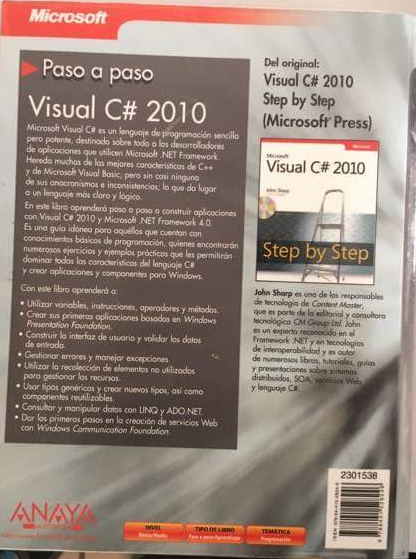 Microsoft
Paso a paso
Visual C# 2010
Microsoft Visual C# es un lenguaje de programación sencillo
pero potente, destinado sobre todo a los desarrolladores
de aplicaciones que utilicen Microsoft .NET Framework.
Hereda muchas de las mejores características de C++
y de Microsoft Visual Basic, pero sin casi ninguno
de sus anacronismos e inconsistencias, lo que da lugar
a un lenguaje más claro y lógico.
En este libro aprenderá paso a paso a construir aplicaciones
con Visual C# 2010 y Microsoft .NET Framework 4.0.
Es una guía idónea para aquéllos que cuentan con
conocimientos básicos de programación, quienes encontrarán
numerosos ejercicios y ejemplos prácticos que les permitirán
dominar todas las características del lenguaje C#
y crear aplicaciones y componentes para Windows.
Con este libro aprenderá a:
• Utilizar variables, instrucciones, operadores y métodos.
• Crear sus primeras aplicaciones basadas en Windows
Presentation Foundation.
• Construir la interfaz de usuario y validar los datos
de entrada.
• Gestionar errores y manejar excepciones.
• Utilizar la recolección de elementos no utilizados
para gestionar los recursos.
• Usar tipos genéricos y crear nuevos tipos, así como
componentes reutilizables.
• Consultar y manipular datos con LINQ y ADO.NET.
• Dar los primeros pasos en la creación de servicios Web
con Windows Communication Foundation.
Del original:
Visual C# 2010
Step by Step
(Microsoft Press)
Microsoft
Microsoft
Visual C# 2010
John Sharp
Step by Step
John Sharp es uno de los responsables
de tecnología de Content Master,
que es parte de la editorial y consultora
tecnológica CM Group Ltd. John
es un experto reconocido en el
Framework .NET y en tecnologías
de interoperabilidad y es autor
de numerosos libros, tutoriales, guías
y presentaciones sobre sistemas
distribuidos, SOA, servicios Web
y lenguaje C#.
2301538
ANAYA
NIVEL
Básica/Media
TIPO DE LIBRO
Paso a paso/Aprendizaje
TEMÁTICA
Programación